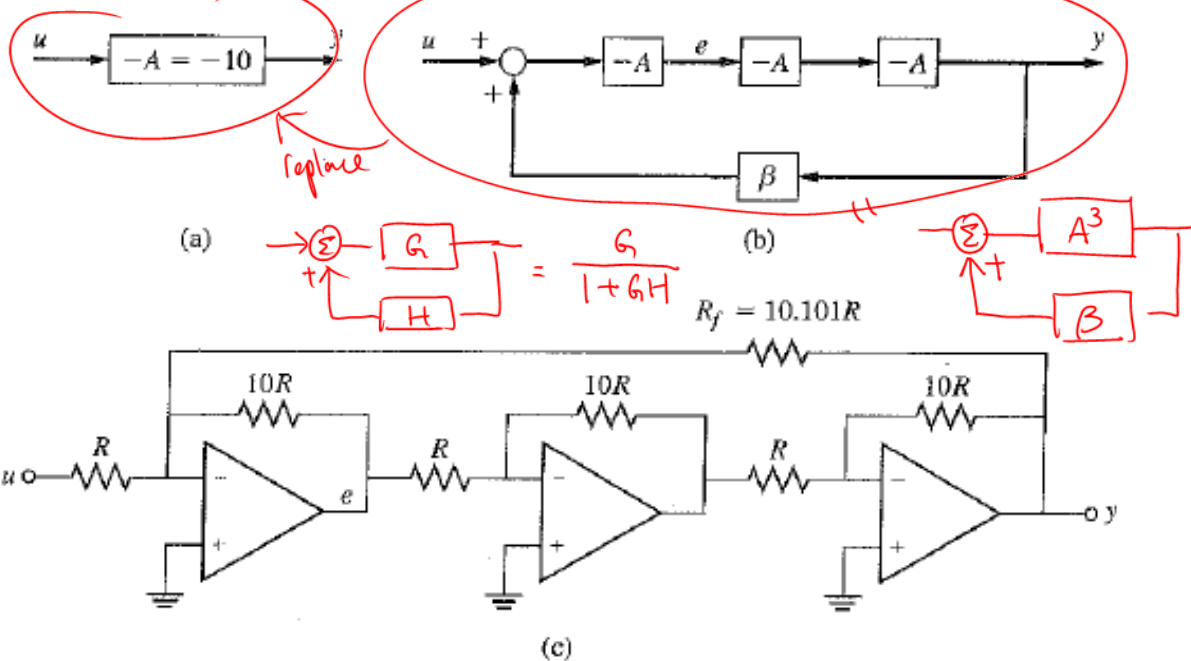 u
−A = −10
y
u
+
−A
e
−A
−A
y
+
β
replace
(a)
(b)
Σ
G
+
H
= G / 1+GH
Σ
A³
+
β
R_f = 10.101R
10R
10R
10R
R
R
R
u
−
e
+
−
+
−
+
y
(c)